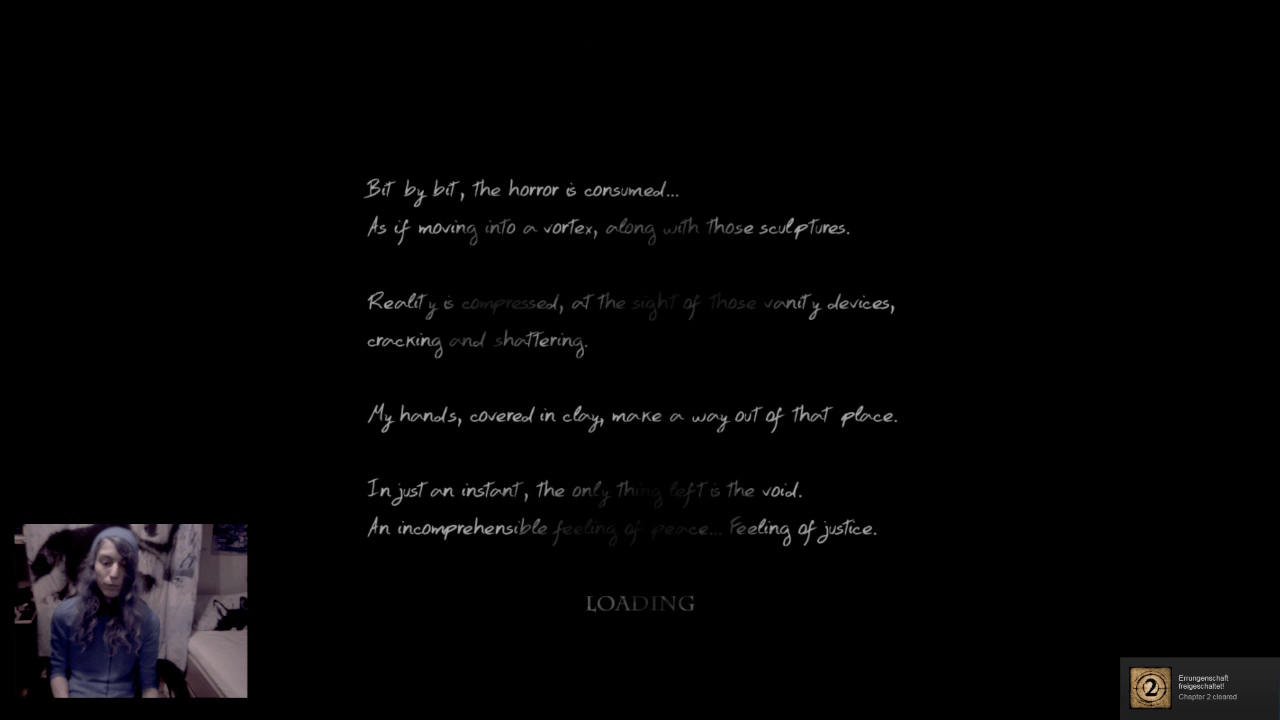 Bit by bit, the horror is consumed...
As if moving into a vortex, along with those sculptures.
Reality is compressed, at the sight of those vanity devices,
cracking and shattering.
My hands, covered in clay, make a way out of that place.
In just an instant, the only thing left is the void.
An incomprehensible feeling of peace... Feeling of justice.
LOADING
2
Errungenschaft
freigeschaltet!
Chapter 2 cleared